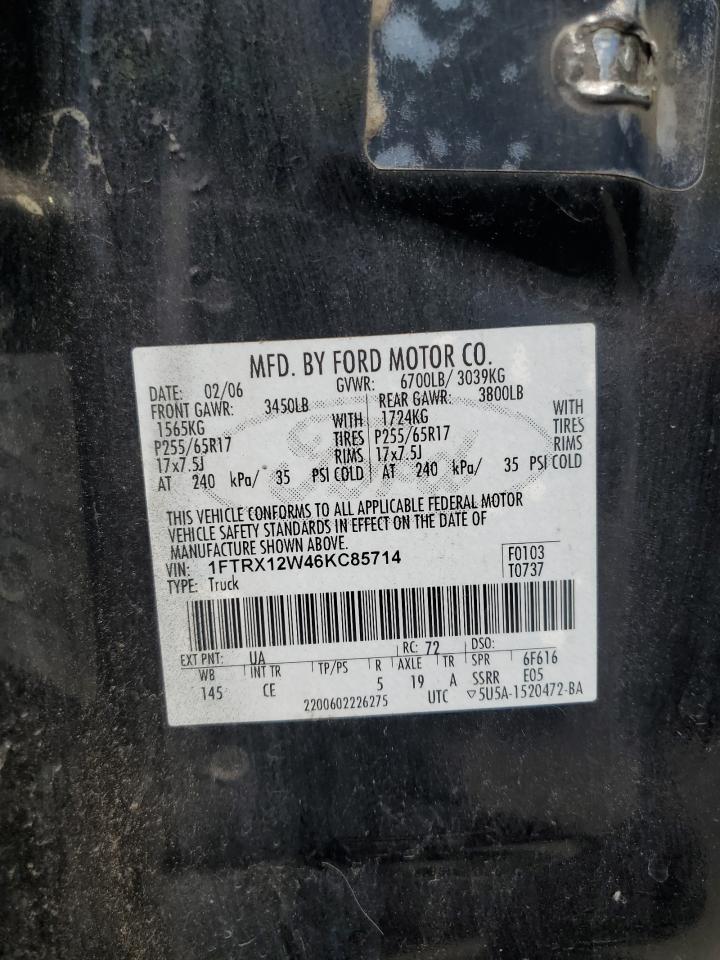 MFD. BY FORD MOTOR CO.
DATE: 02/06 GVWR: 6700LB/ 3039KG
FRONT GAWR: 3450LB REAR GAWR: 3800LB
1565KG WITH 1724KG WITH
P255/65R17 TIRES P255/65R17 TIRES
17x7.5J RIMS 17x7.5J RIMS
AT 240 kPa/ 35 PSI COLD AT 240 kPa/ 35 PSI COLD
THIS VEHICLE CONFORMS TO ALL APPLICABLE FEDERAL MOTOR
VEHICLE SAFETY STANDARDS IN EFFECT ON THE DATE OF
MANUFACTURE SHOWN ABOVE.
VIN: 1FTRX12W46KC85714 F0103
TYPE: Truck T0737
EXT PNT: UA RC: 72 DSO:
WB INT TR TP/PS R AXLE TR SPR 6F616
145 CE 5 19 A SSRR E05
2200602226275 UTC ▽5U5A-1520472-BA